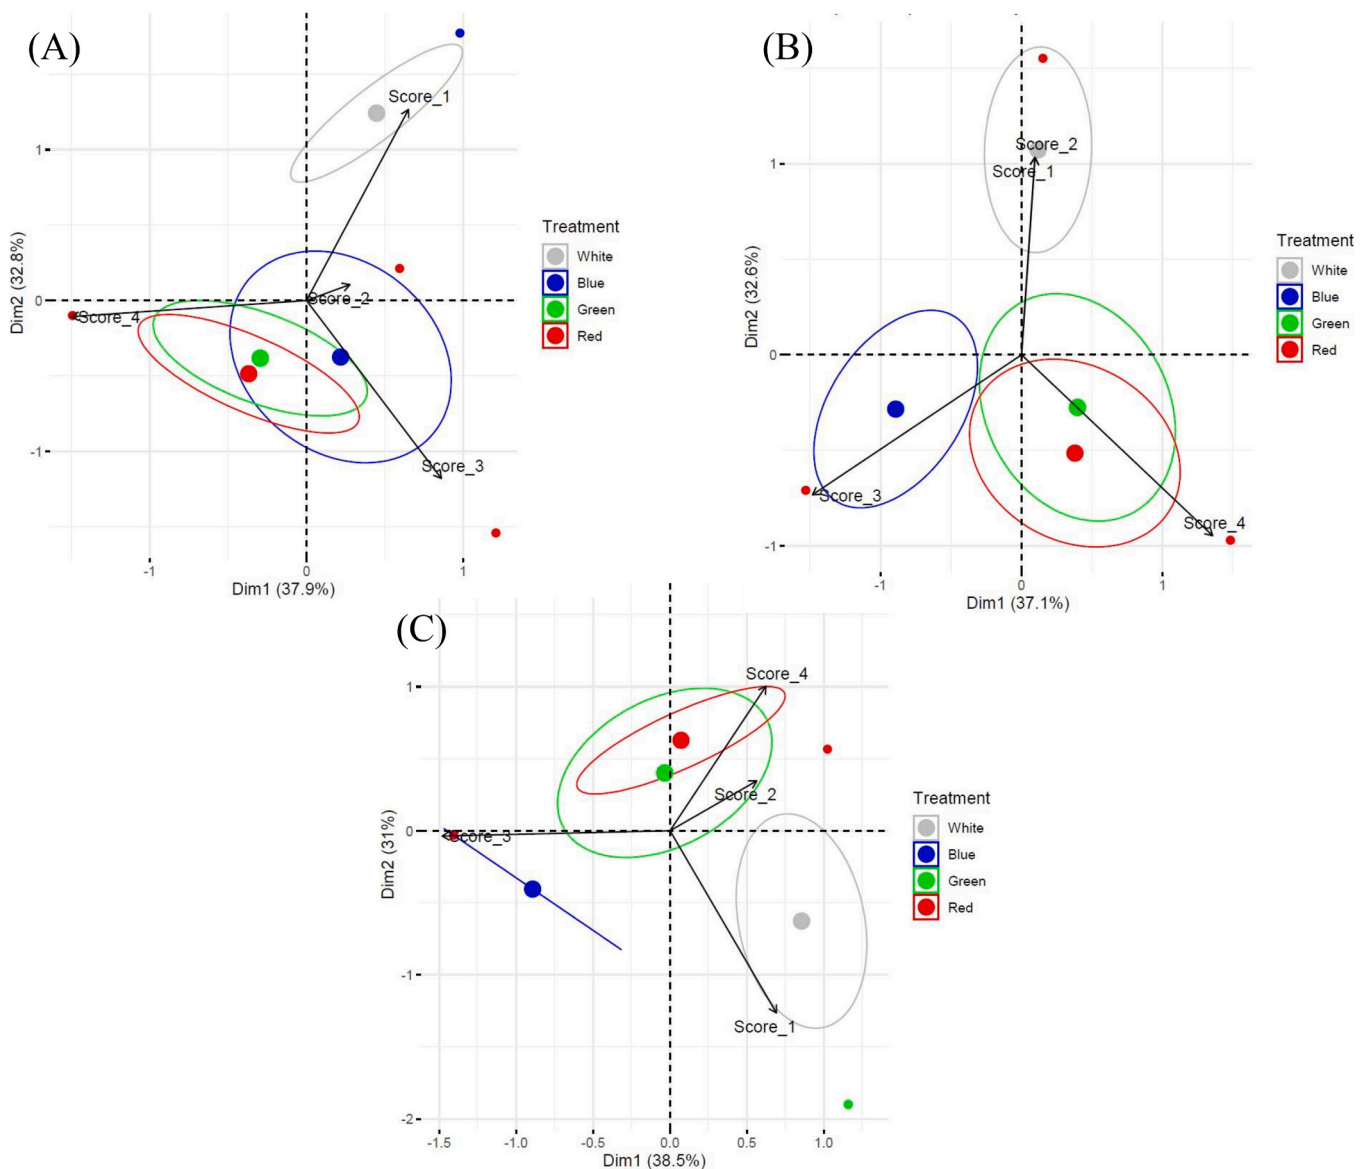 (A)
Score_1
1
0
-1
Score_2
Score_4
Score_3
Dim2 (32.8%)
-1
0
1
Dim1 (37.9%)
Treatment
White
Blue
Green
Red
(B)
Score_2
Score_1
1
0
-1
Score_3
Score_4
Dim2 (32.6%)
-1
0
1
Dim1 (37.1%)
Treatment
White
Blue
Green
Red
(C)
Score_4
1
0
-1
-2
Score_2
Score_3
Score_1
Dim2 (31%)
-1.5
-1.0
-0.5
0.0
0.5
1.0
Dim1 (38.5%)
Treatment
White
Blue
Green
Red